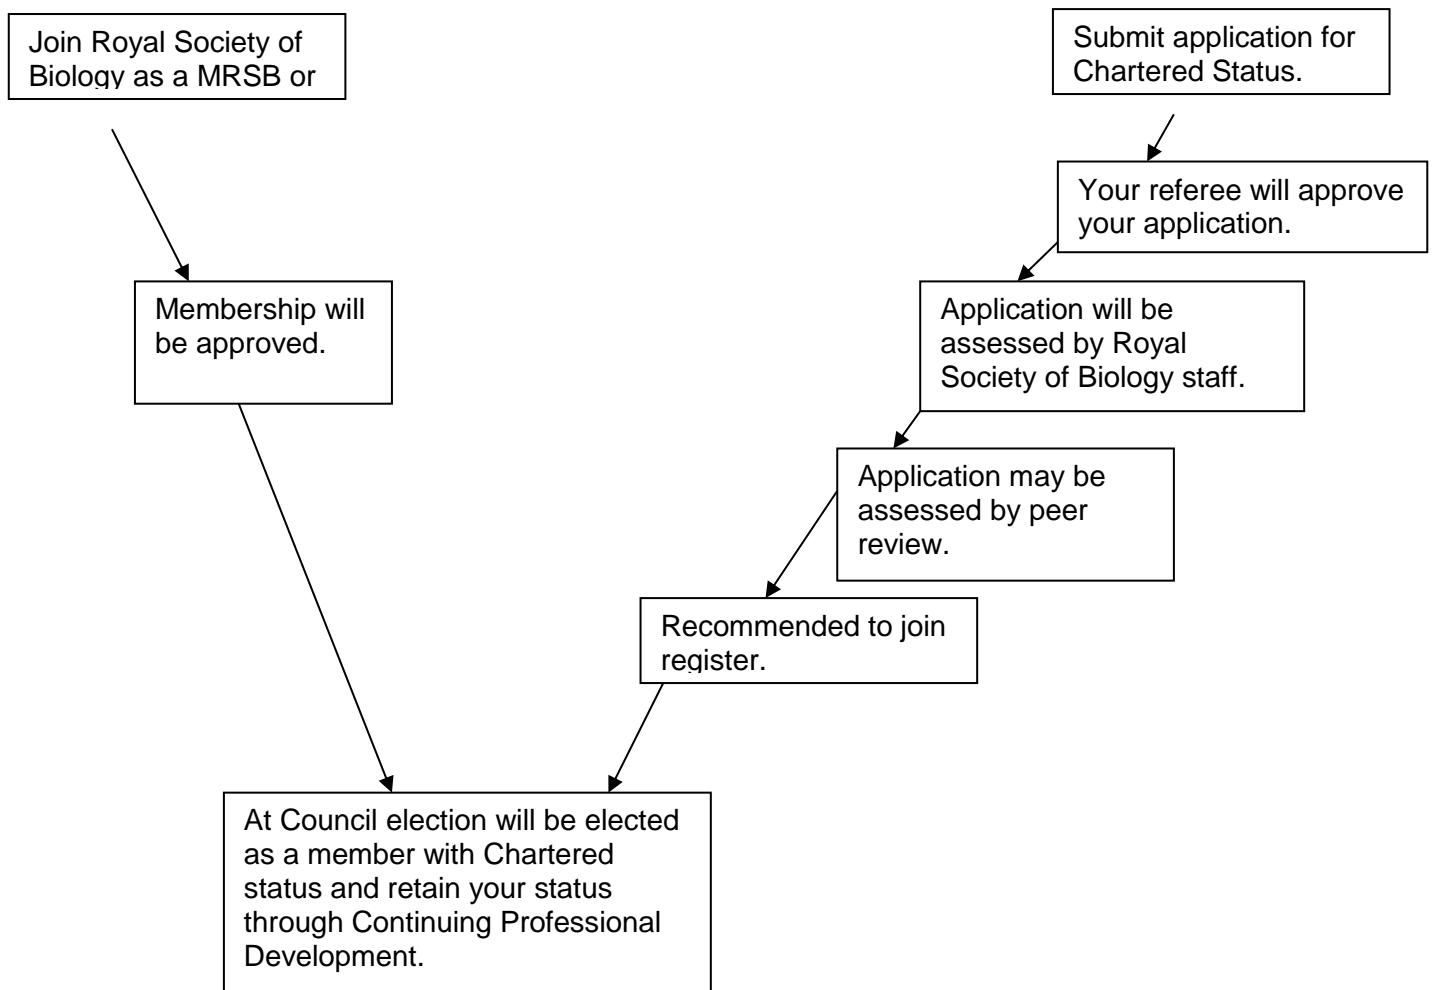 Join Royal Society of
Biology as a MRSB or
Submit application for
Chartered Status.
Your referee will approve
your application.
Membership will
be approved.
Application will be
assessed by Royal
Society of Biology staff.
Application may be
assessed by peer
review.
Recommended to join
register.
At Council election will be elected
as a member with Chartered
status and retain your status
through Continuing Professional
Development.